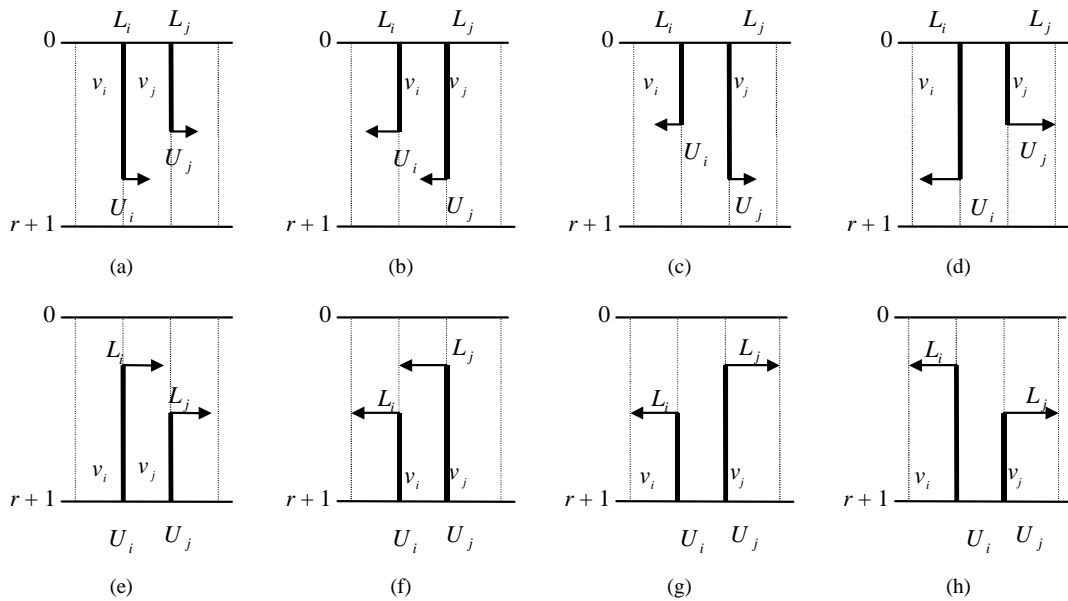 L_i L_j L_i L_j L_i L_j L_i L_j
0 0 0 0
v_i v_j v_i v_j v_i v_j v_i v_j
U_j U_i U_i U_j
U_i U_j U_j U_i
r + 1 r + 1 r + 1 r + 1
(a) (b) (c) (d)
0 0 0 0
L_i L_j L_j L_i
L_j L_i L_i L_j
v_i v_j v_i v_j v_i v_j v_i v_j
r + 1 r + 1 r + 1 r + 1
U_i U_j U_i U_j U_i U_j U_i U_j
(e) (f) (g) (h)